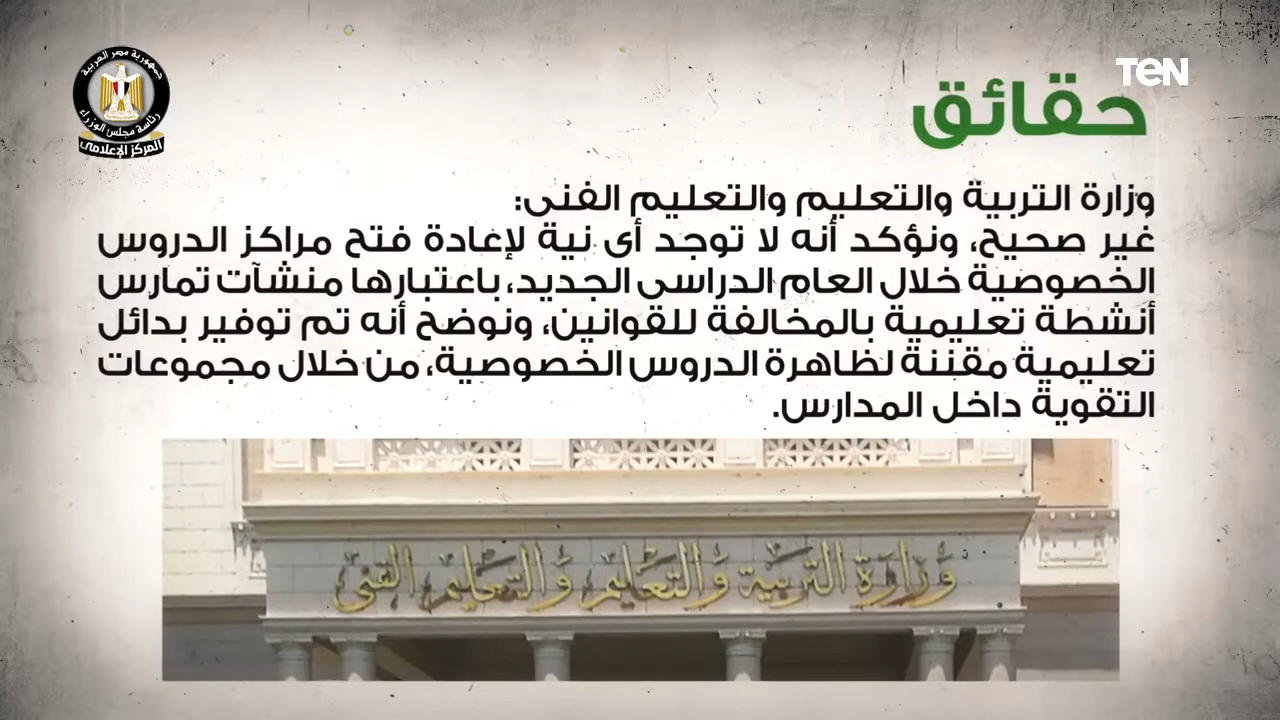 جمهورية مصر العربية
رئاسة مجلس الوزراء
المركز الإعلامى
TEN
حقائق
وزارة التربية والتعليم والتعليم الفنى:
غير صحيح، ونؤكد أنه لا توجد أى نية لإعادة فتح مراكز الدروس
الخصوصية خلال العام الدراسى الجديد، باعتبارها منشآت تمارس
أنشطة تعليمية بالمخالفة للقوانين، ونوضح أنه تم توفير بدائل
تعليمية مقننة لظاهرة الدروس الخصوصية، من خلال مجموعات
التقوية داخل المدارس.
وزارة التربية والتعليم والتعليم الفنى